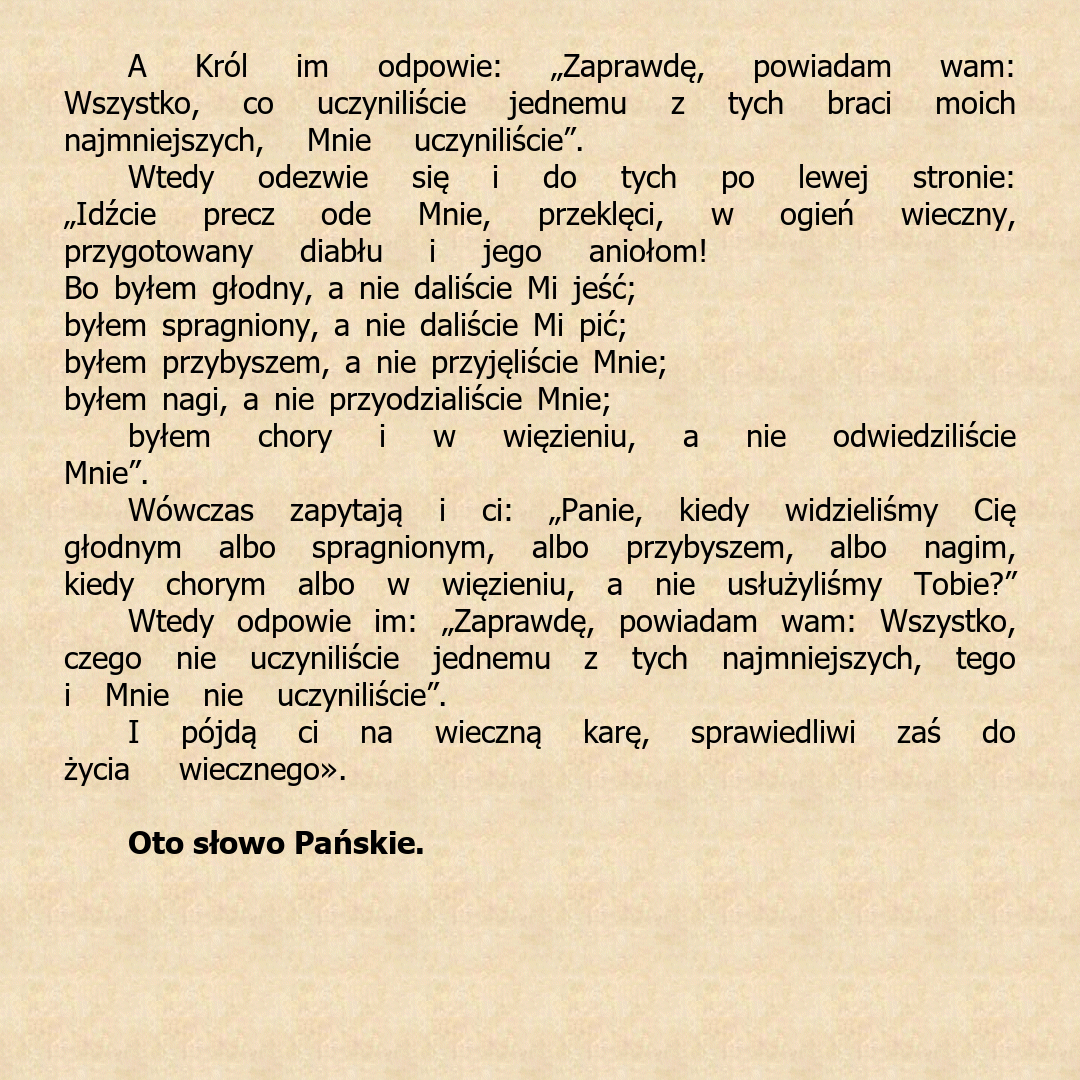 A Król im odpowie: „Zaprawdę, powiadam wam:
Wszystko, co uczyniliście jednemu z tych braci moich
najmniejszych, Mnie uczyniliście”.
Wtedy odezwie się i do tych po lewej stronie:
„Idźcie precz ode Mnie, przeklęci, w ogień wieczny,
przygotowany diabłu i jego aniołom!
Bo byłem głodny, a nie daliście Mi jeść;
byłem spragniony, a nie daliście Mi pić;
byłem przybyszem, a nie przyjęliście Mnie;
byłem nagi, a nie przyodzialiście Mnie;
byłem chory i w więzieniu, a nie odwiedziliście
Mnie”.
Wówczas zapytają i ci: „Panie, kiedy widzieliśmy Cię
głodnym albo spragnionym, albo przybyszem, albo nagim,
kiedy chorym albo w więzieniu, a nie usłużyliśmy Tobie?”
Wtedy odpowie im: „Zaprawdę, powiadam wam: Wszystko,
czego nie uczyniliście jednemu z tych najmniejszych, tego
i Mnie nie uczyniliście”.
I pójdą ci na wieczną karę, sprawiedliwi zaś do
życia wiecznego».
Oto słowo Pańskie.